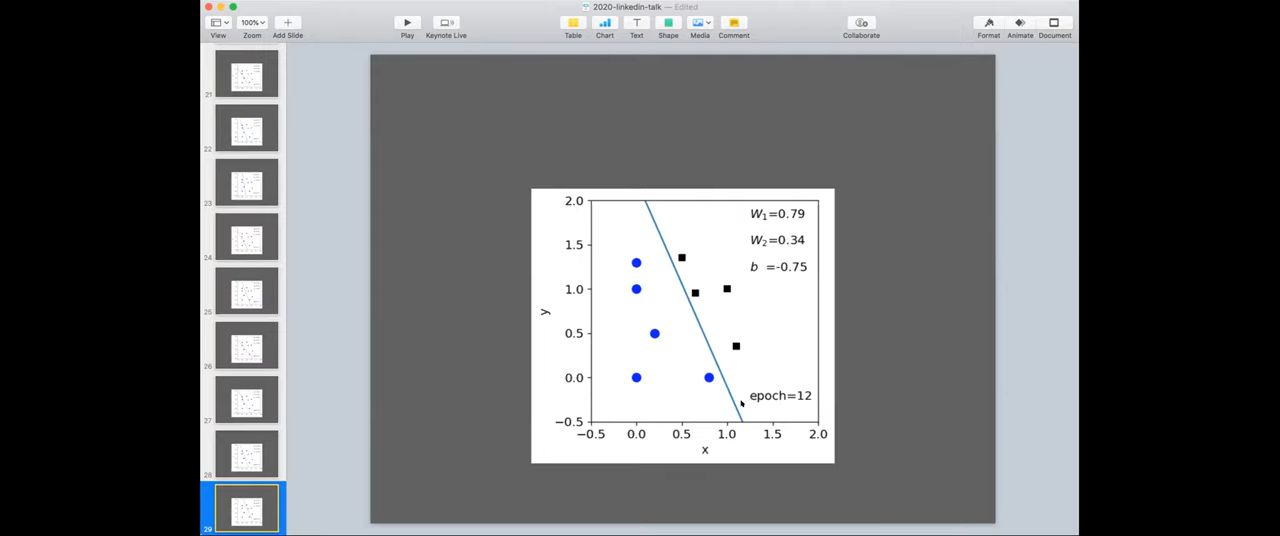 2020-linkedin-talk — Edited
100%
View Zoom Add Slide Play Keynote Live Table Chart Text Shape Media Comment Collaborate Format Animate Document
21
22
23
24
25
26
27
28
29
2.0
1.5
1.0
0.5
0.0
−0.5
y
W1=0.79
W2=0.34
b =-0.75
epoch=12
−0.5 0.0 0.5 1.0 1.5 2.0
x